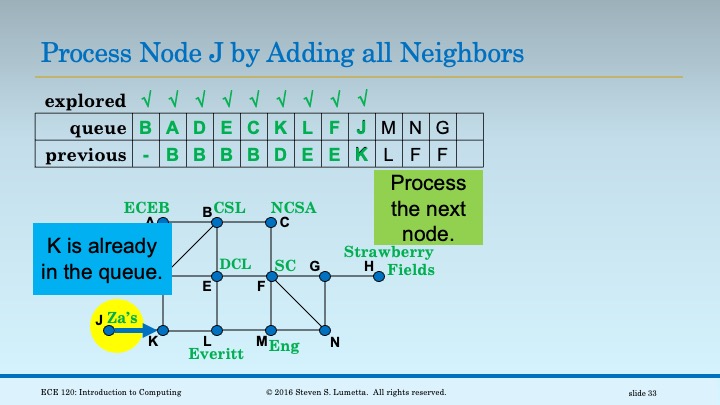 Process Node J by Adding all Neighbors
explored √ √ √ √ √ √ √ √ √
queue B A D E C K L F J M N G
previous - B B B B D E E K L F F
Process
the next
node.
ECEB B CSL NCSA
C
K is already
in the queue.
Strawberry
DCL SC G H Fields
E F
J Za's
K L M Eng N
Everitt
ECE 120: Introduction to Computing © 2016 Steven S. Lumetta. All rights reserved. slide 33